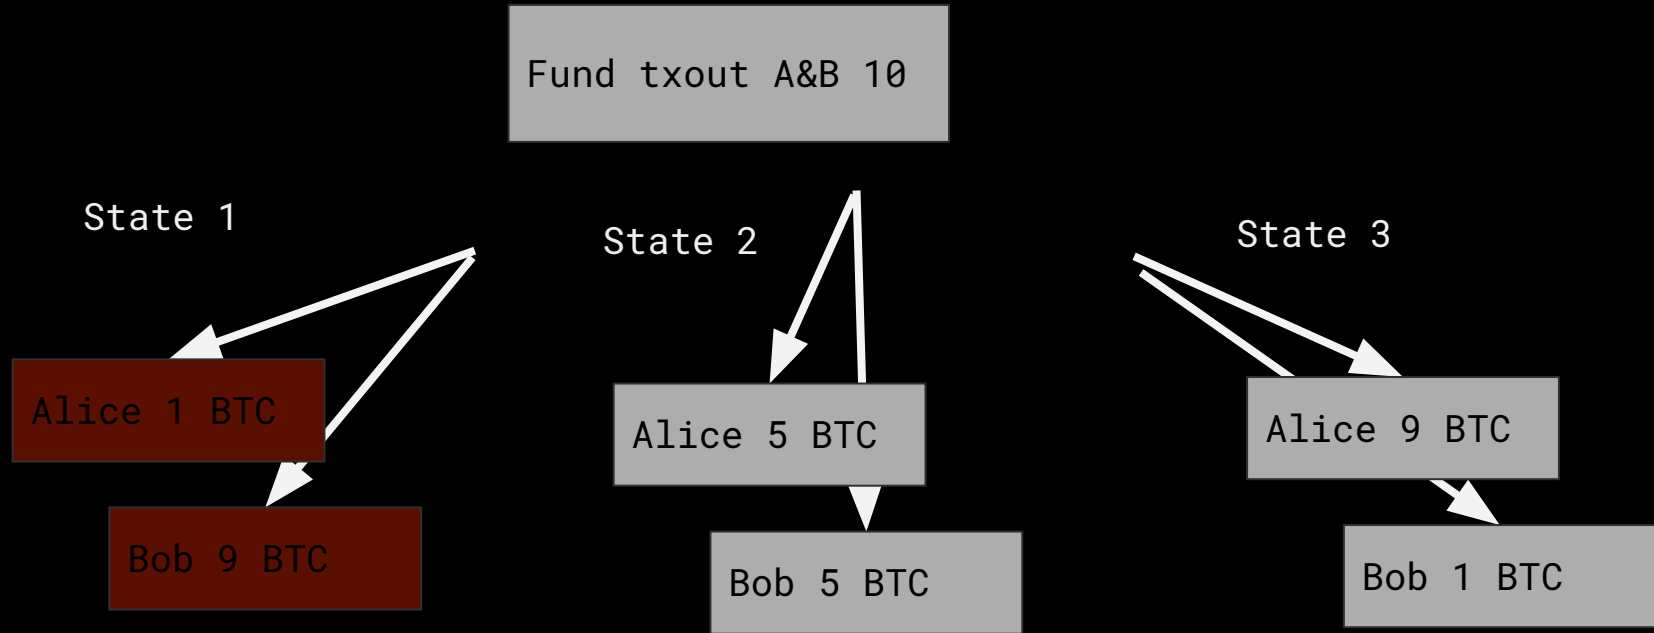 Fund txout A&B 10
State 1
State 2
State 3
Alice 1 BTC
Bob 9 BTC
Alice 5 BTC
Bob 5 BTC
Alice 9 BTC
Bob 1 BTC